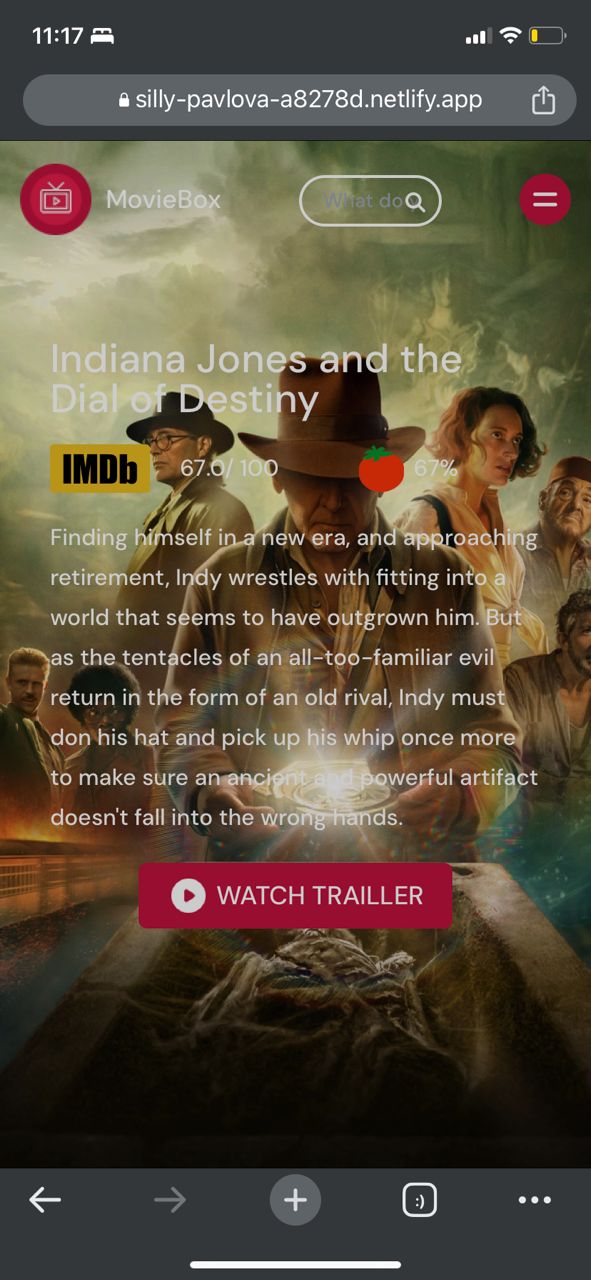 11:17
silly-pavlova-a8278d.netlify.app
MovieBox
What do
Indiana Jones and the
Dial of Destiny
IMDb 67.0/ 100 67%
Finding himself in a new era, and approaching
retirement, Indy wrestles with fitting into a
world that seems to have outgrown him. But
as the tentacles of an all-too-familiar evil
return in the form of an old rival, Indy must
don his hat and pick up his whip once more
to make sure an ancient and powerful artifact
doesn't fall into the wrong hands.
WATCH TRAILLER
:)